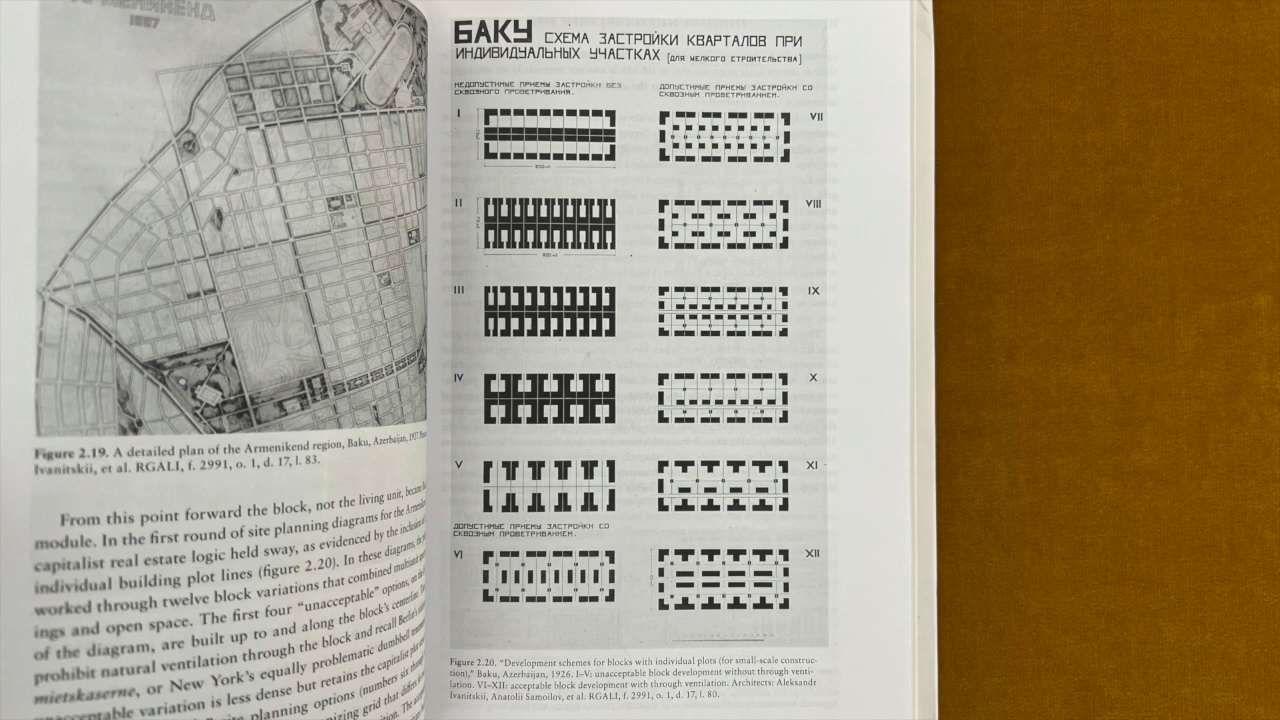 1927
Figure 2.19. A detailed plan of the Armenikend region, Baku, Azerbaijan, 1927.
Ivanitskii, et al. RGALI, f. 2991, o. 1, d. 17, l. 83.
From this point forward the block, not the living unit, became
module. In the first round of site planning diagrams for the
capitalist real estate logic held sway, as evidenced by the inclusion
individual building plot lines (figure 2.20). In these diagrams, the
worked through twelve block variations that combined
ings and open space. The first four “unacceptable” options, on the
of the diagram, are built up to and along the block's centerline.
prohibit natural ventilation through the block and recall Berlin's
mietskaserne, or New York's equally problematic dumbbell
unacceptable variation is less dense but retains the capitalist
site planning options (numbers six through
grid that differs
БАКУ СХЕМА ЗАСТРОЙКИ КВАРТАЛОВ ПРИ
ИНДИВИДУАЛЬНЫХ УЧАСТКАХ [ДЛЯ МЕЛКОГО СТРОИТЕЛЬСТВА]
НЕДОПУСТИМЫЕ ПРИЕМЫ ЗАСТРОЙКИ БЕЗ
СКВОЗНОГО ПРОВЕТРИВАНИЯ.
I
II
III
IV
V
ДОПУСТИМЫЕ ПРИЕМЫ ЗАСТРОЙКИ СО
СКВОЗНЫМ ПРОВЕТРИВАНИЕМ.
VI
ДОПУСТИМЫЕ ПРИЕМЫ ЗАСТРОЙКИ СО
СКВОЗНЫМ ПРОВЕТРИВАНИЕМ.
VII
VIII
IX
X
XI
XII
Figure 2.20. “Development schemes for blocks with individual plots (for small-scale construc-
tion),” Baku, Azerbaijan, 1926. I–V: unacceptable block development without through venti-
lation. VI–XII: acceptable block development with through ventilation. Architects: Aleksandr
Ivanitskii, Anatolii Samoilov, et al. RGALI, f. 2991, o. 1, d. 17, l. 80.